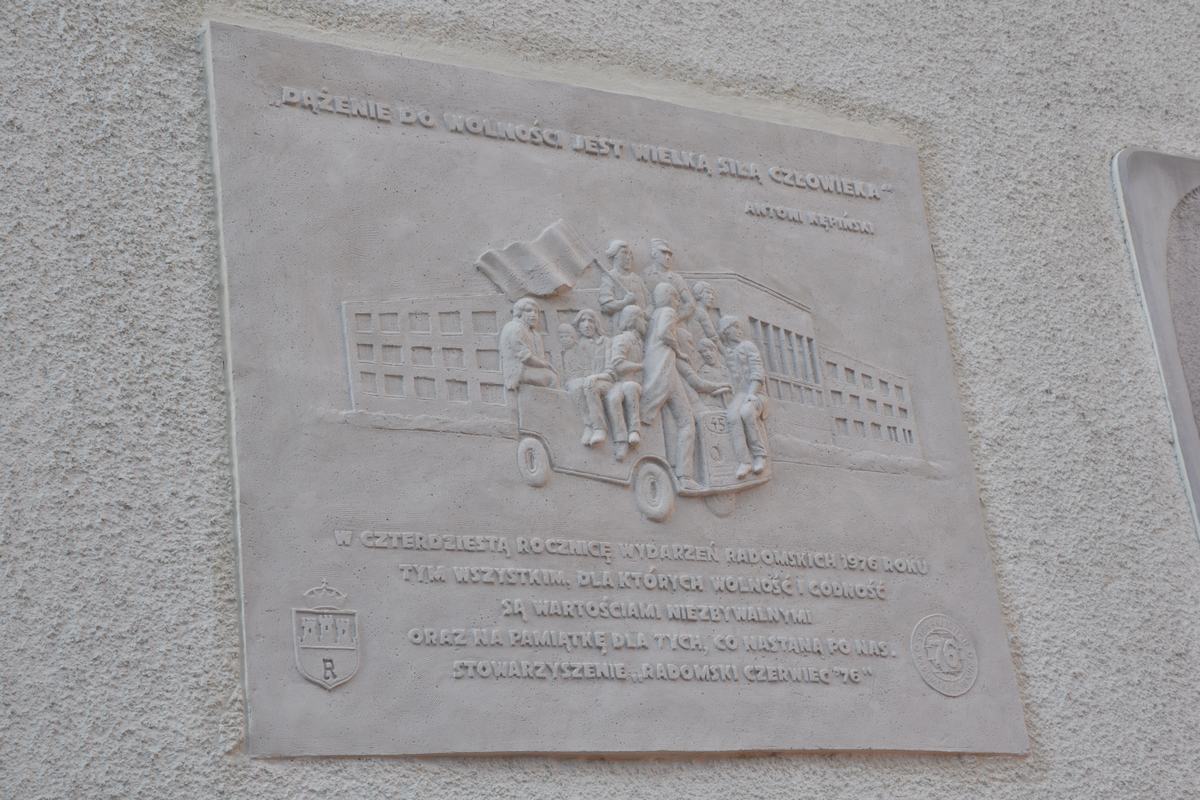 „DĄŻENIE DO WOLNOŚCI JEST WIELKĄ SIŁĄ CZŁOWIEKA“
ANTONI KĘPIŃSKI
15
W CZTERDZIESTĄ ROCZNICĘ WYDARZEŃ RADOMSKICH '1976 ROKU
TYM WSZYSTKIM, DLA KTÓRYCH WOLNOŚĆ I GODNOŚĆ
SĄ WARTOŚCIAMI NIEZBYWALNYMI
ORAZ NA PAMIĄTKĘ DLA TYCH, CO NASTANĄ PO NAS.
STOWARZYSZENIE „RADOMSKI CZERWIEC '76“
R
76